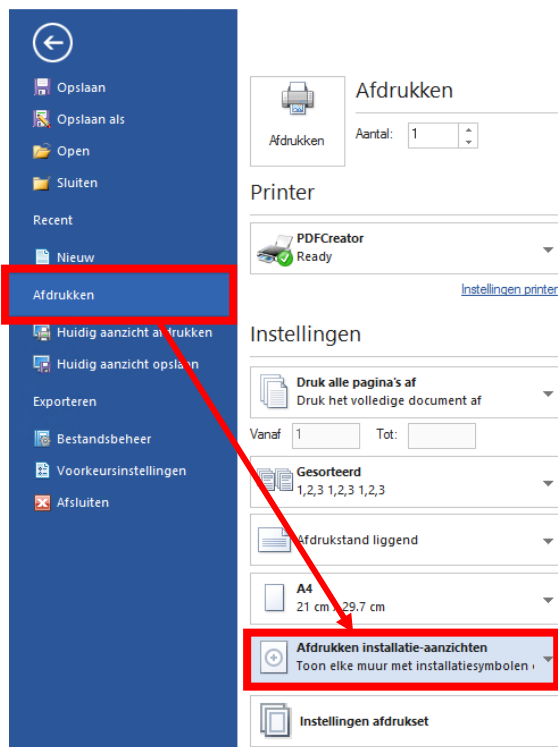 Opslaan
Opslaan als
Open
Sluiten
Recent
Nieuw
Afdrukken
Huidig aanzicht afdrukken
Huidig aanzicht opslaan
Exporteren
Bestandsbeheer
Voorkeursinstellingen
Afsluiten
Afdrukken
Afdrukken
Aantal: 1
Printer
PDFCreator
Ready
Instellingen printer
Instellingen
Druk alle pagina's af
Druk het volledige document af
Vanaf 1 Tot:
Gesorteerd
1,2,3 1,2,3 1,2,3
Afdrukstand liggend
A4
21 cm x 29.7 cm
Afdrukken installatie-aanzichten
Toon elke muur met installatiesymbolen
Instellingen afdrukset